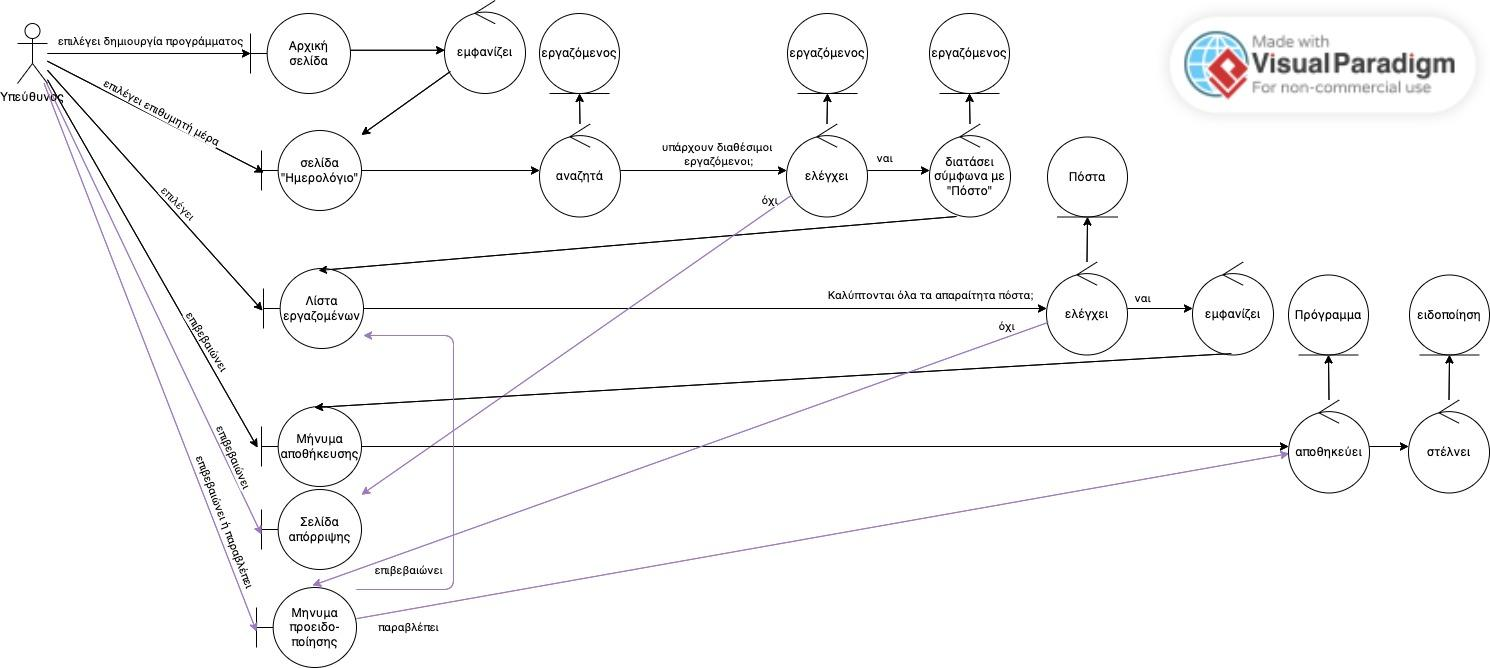 επιλέγει δημιουργία προγράμματος
Αρχική
σελίδα
εμφανίζει
εργαζόμενος
εργαζόμενος
εργαζόμενος
Made with
Visual Paradigm
For non-commercial use
Υπεύθυνος
επιλέγει επιθυμητή μέρα
σελίδα
"Ημερολόγιο"
αναζητά
υπάρχουν διαθέσιμοι
εργαζόμενοι;
ελέγχει
ναι
όχι
διατάσει
σύμφωνα με
"Πόστο"
Πόστα
επιλέγει
Λίστα
εργαζομένων
Καλύπτονται όλα τα απαραίτητα πόστα;
ελέγχει
ναι
όχι
εμφανίζει
Πρόγραμμα
ειδοποίηση
επιβεβαιώνει
Μήνυμα
αποθήκευσης
αποθηκεύει
στέλνει
επιβεβαιώνει
Σελίδα
απόρριψης
επιβεβαιώνει ή παραβλέπει
επιβεβαιώνει
Μηνυμα
προειδο-
ποίησης
παραβλέπει